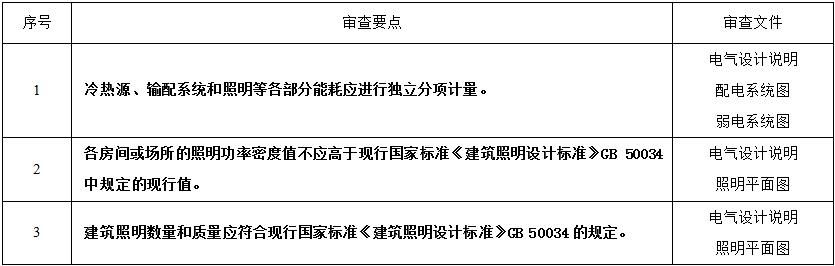 序号 审查要点 审查文件
1 冷热源、输配系统和照明等各部分能耗应进行独立分项计量。 电气设计说明
配电系统图
弱电系统图
2 各房间或场所的照明功率密度值不应高于现行国家标准《建筑照明设计标准》GB 50034
中规定的现行值。 电气设计说明
照明平面图
3 建筑照明数量和质量应符合现行国家标准《建筑照明设计标准》GB 50034 的规定。 电气设计说明
照明平面图